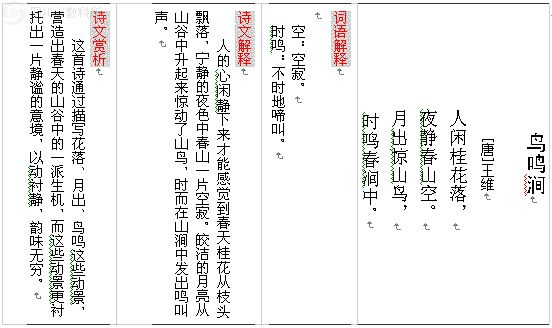 鸟鸣涧
[唐]王维
人闲桂花落，
夜静春山空。
月出惊山鸟，
时鸣春涧中。
词语解释
空：空寂。
时鸣：不时地啼叫。
诗文解释
人的心闲静下来才能感觉到春天桂花从枝头
飘落，宁静的夜色中春山一片空寂。皎洁的月亮从
山谷中升起来惊动了山鸟，时而在山涧中发出鸣叫
声。
诗文赏析
这首诗通过描写花落、月出、鸟鸣这些动景，
营造出春天的山谷中的一派生机，而这些动景更衬
托出一片静谧的意境，以动衬静，韵味无穷。